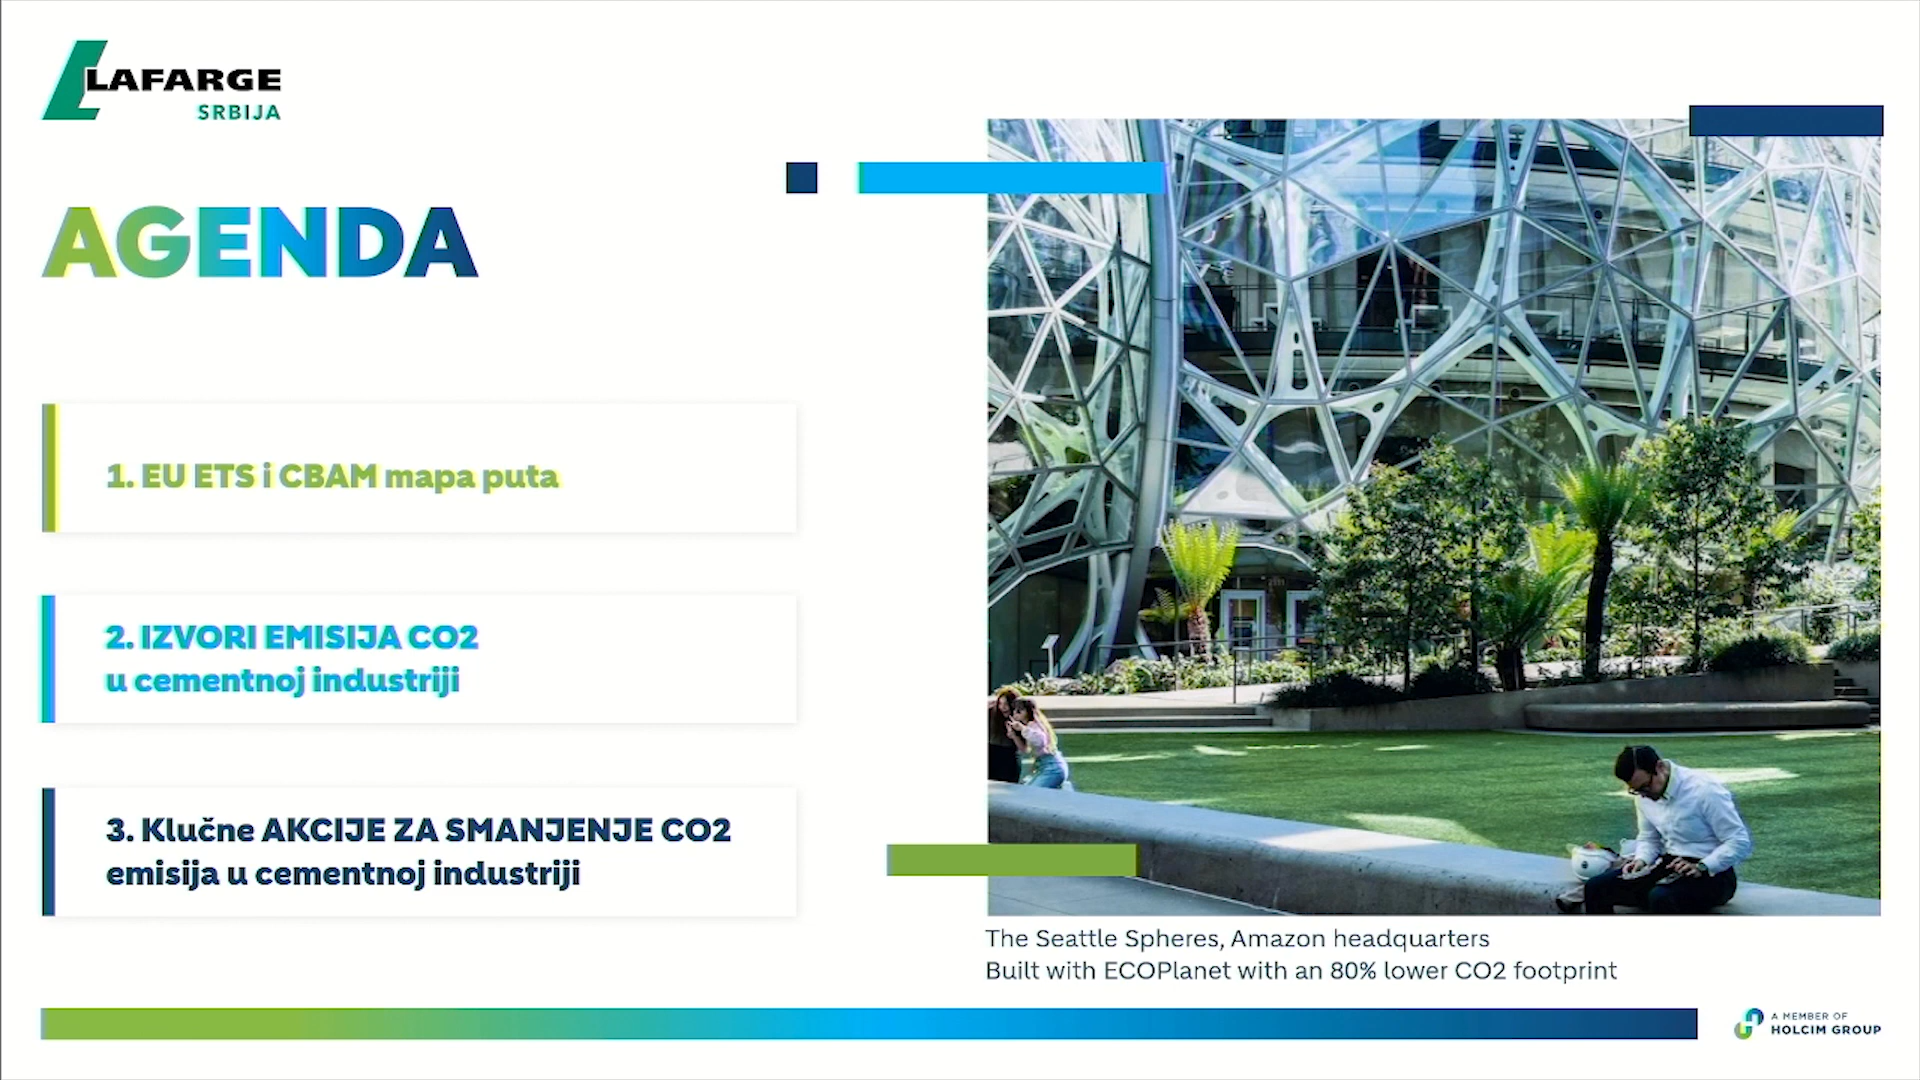 LAFARGE
SRBIJA
AGENDA
1. EU ETS i CBAM mapa puta
2. IZVORI EMISIJA CO2
u cementnoj industriji
3. Klučne AKCIJE ZA SMANJENJE CO2
emisija u cementnoj industriji
The Seattle Spheres, Amazon headquarters
Built with ECOPlanet with an 80% lower CO2 footprint
A MEMBER OF
HOLCIM GROUP